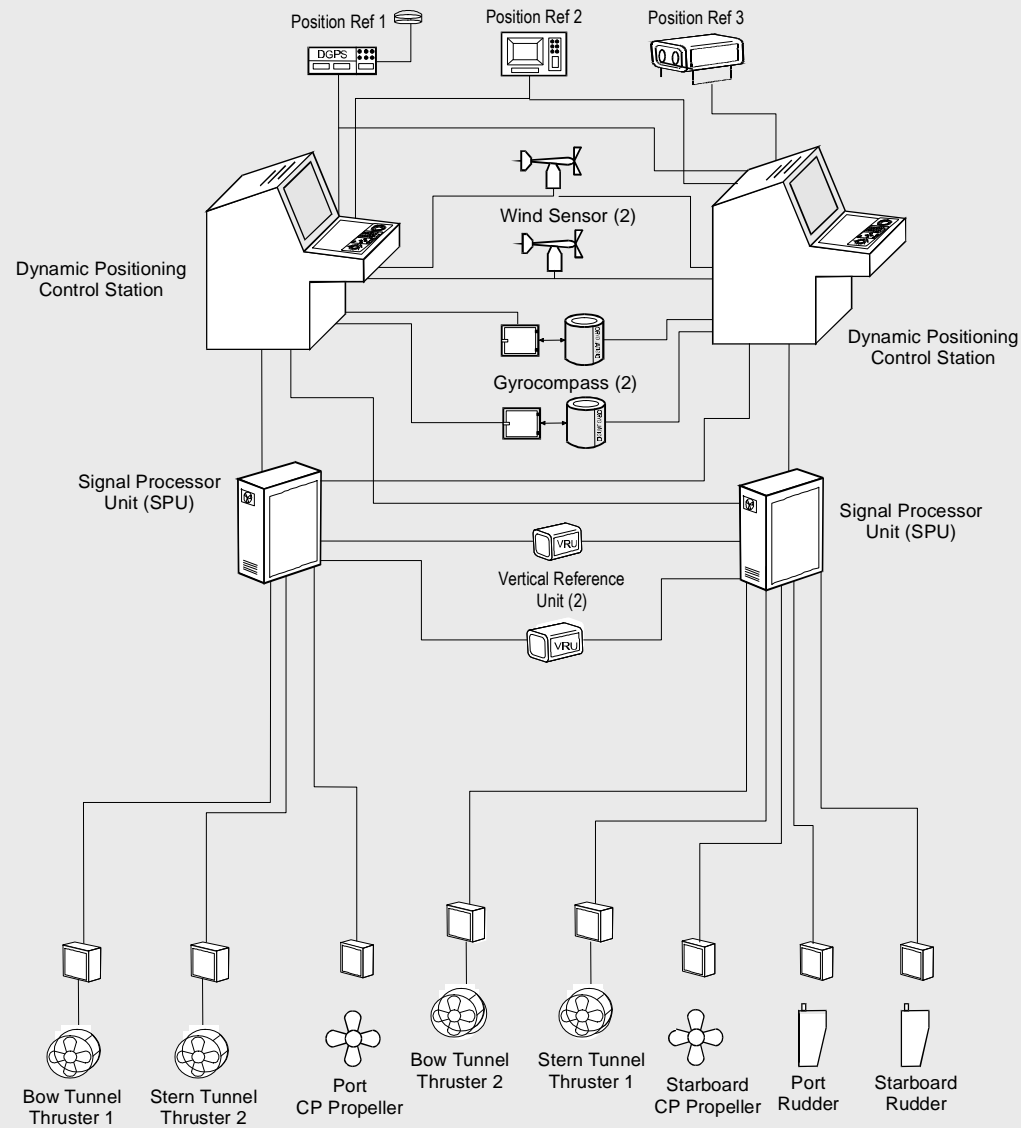 Position Ref 1
Position Ref 2
Position Ref 3
DGPS
Wind Sensor (2)
Dynamic Positioning
Control Station
Dynamic Positioning
Control Station
Gyrocompass (2)
Signal Processor
Unit (SPU)
Signal Processor
Unit (SPU)
VRU
Vertical Reference
Unit (2)
VRU
Bow Tunnel
Thruster 1
Stern Tunnel
Thruster 2
Port
CP Propeller
Bow Tunnel
Thruster 2
Stern Tunnel
Thruster 1
Starboard
CP Propeller
Port
Rudder
Starboard
Rudder